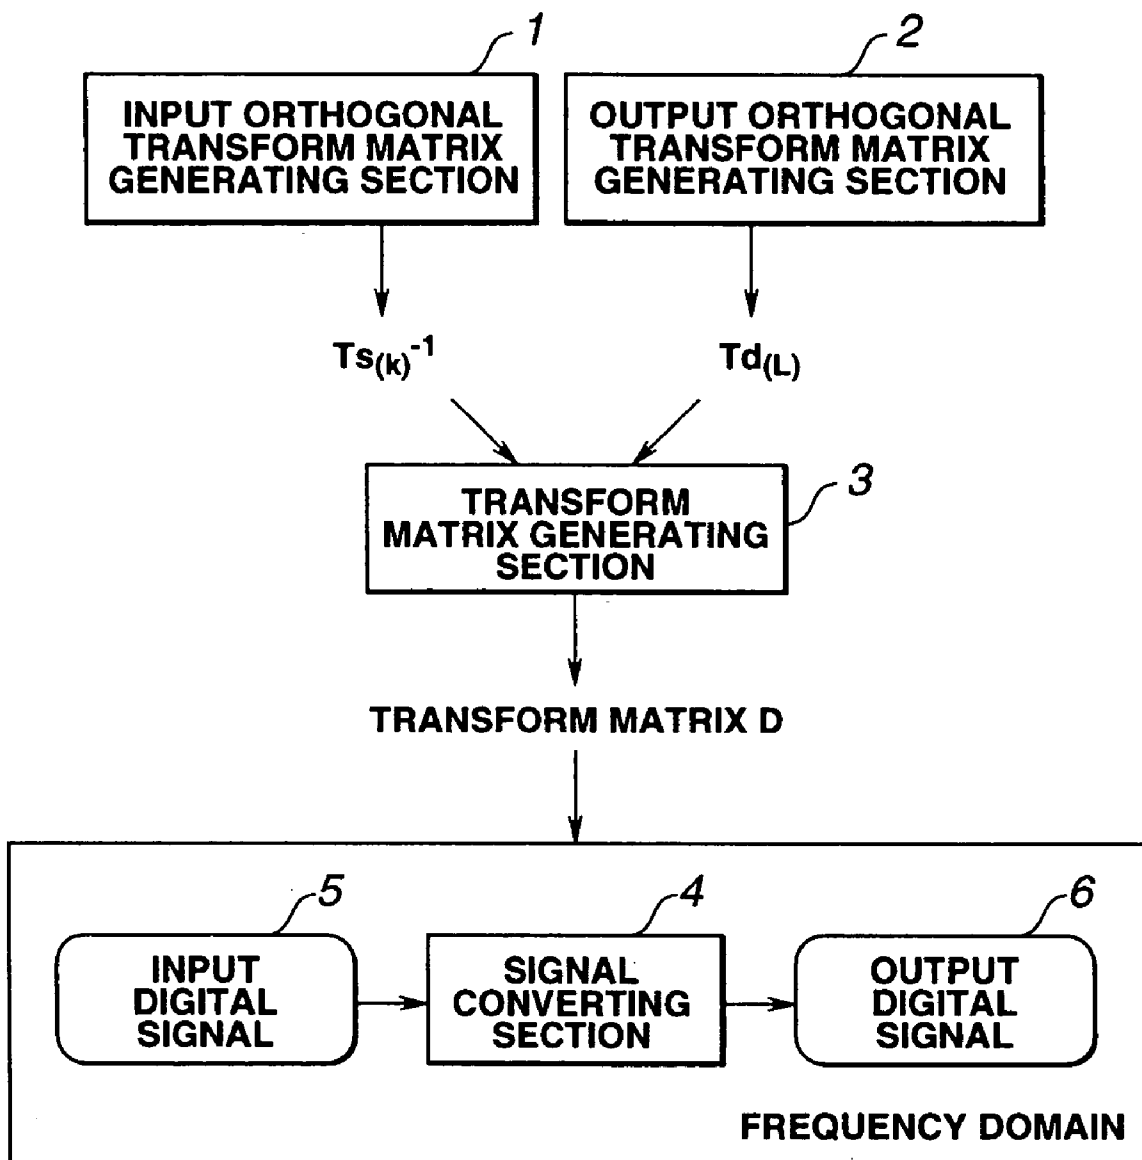 1
2
INPUT ORTHOGONAL
TRANSFORM MATRIX
GENERATING SECTION
OUTPUT ORTHOGONAL
TRANSFORM MATRIX
GENERATING SECTION
Ts(k)-1
Td(L)
3
TRANSFORM
MATRIX GENERATING
SECTION
TRANSFORM MATRIX D
5
4
6
INPUT
DIGITAL
SIGNAL
SIGNAL
CONVERTING
SECTION
OUTPUT
DIGITAL
SIGNAL
FREQUENCY DOMAIN